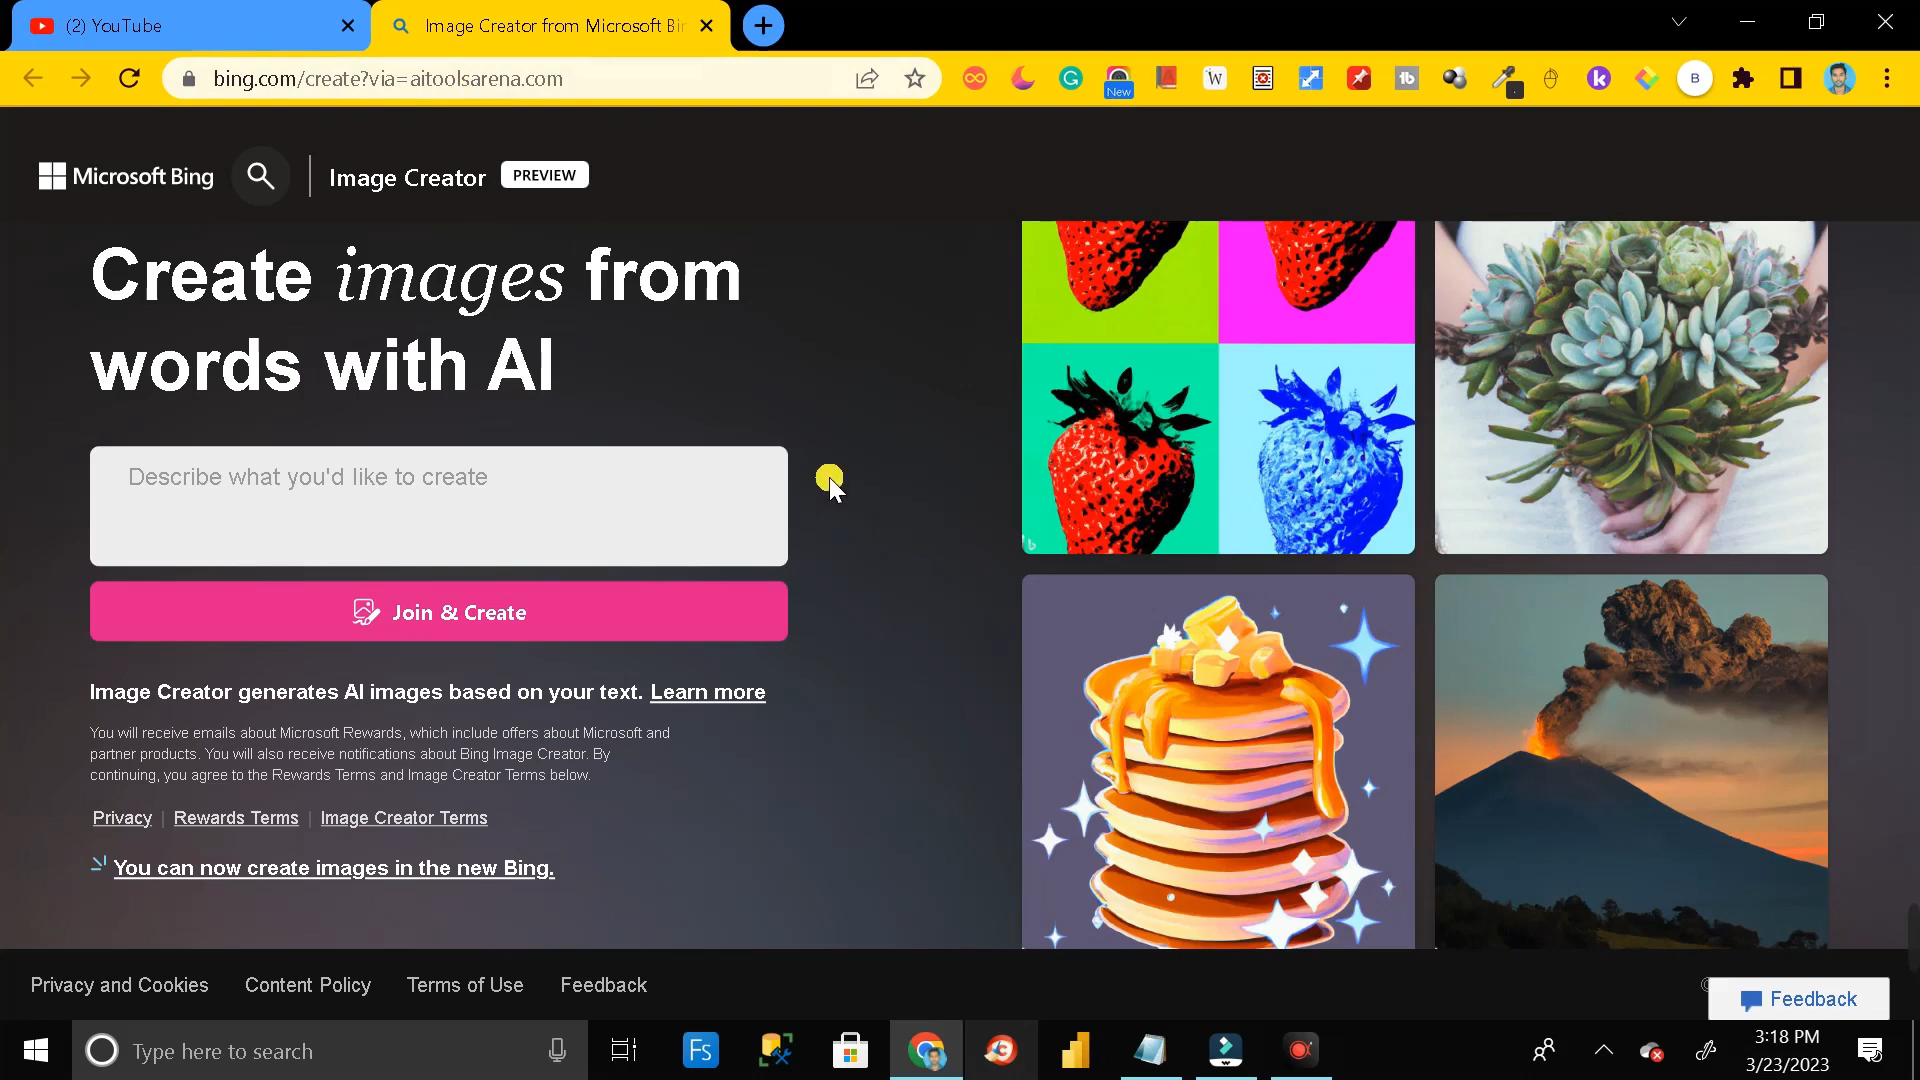 (2) YouTube
Image Creator from Microsoft Bin
bing.com/create?via=aitoolsarena.com
New
Microsoft Bing
Image Creator
PREVIEW
Create images from
words with AI
Describe what you'd like to create
Join & Create
Image Creator generates AI images based on your text. Learn more
You will receive emails about Microsoft Rewards, which include offers about Microsoft and
partner products. You will also receive notifications about Bing Image Creator. By
continuing, you agree to the Rewards Terms and Image Creator Terms below.
Privacy | Rewards Terms | Image Creator Terms
You can now create images in the new Bing.
Privacy and Cookies
Content Policy
Terms of Use
Feedback
Feedback
Type here to search
Fs
3:18 PM
3/23/2023